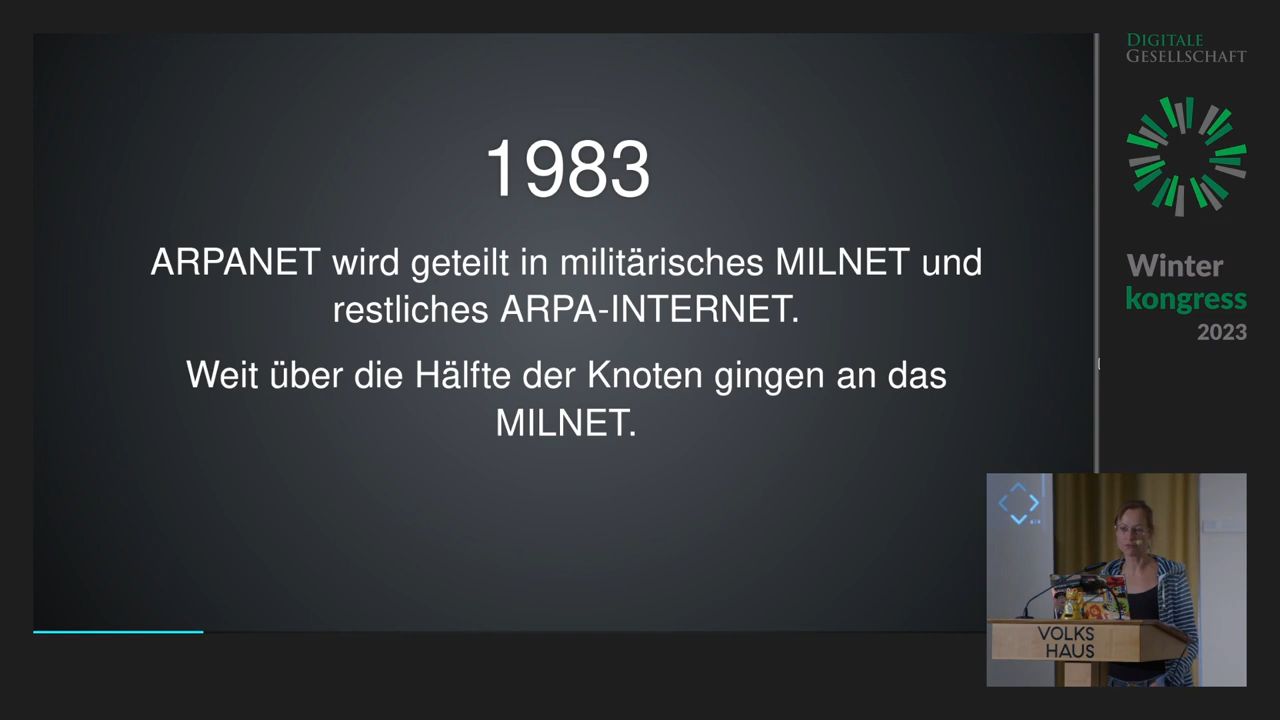 1983
ARPANET wird geteilt in militärisches MILNET und
restliches ARPA-INTERNET.
Weit über die Hälfte der Knoten gingen an das
MILNET.
DIGITALE
GESELLSCHAFT
Winter
kongress
2023
VOLKS
HAUS